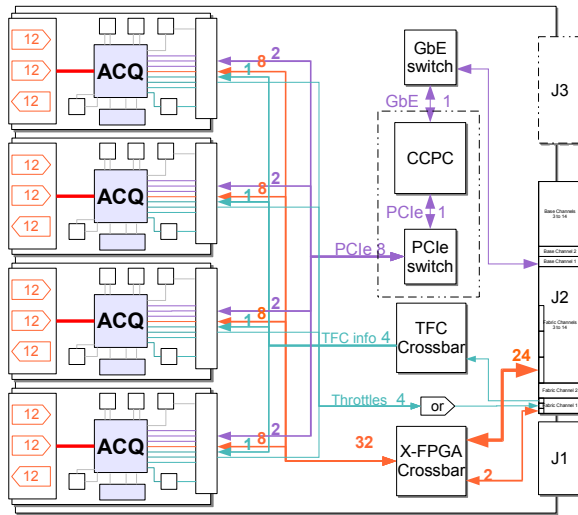 12
12
12
ACQ
2
8
1
GbE
switch
GbE 1
CCPC
PCIe 1
PCIe
switch
J3
12
12
12
ACQ
2
8
1
PCIe 8
Base Channels
3 to 14
Base Channel 2
Base Channel 1
J2
Fabric Channels
3 to 14
Fabric Channel 2
Fabric Channel 1
12
12
12
ACQ
2
8
1
TFC info 4
TFC
Crossbar
24
Throttles 4
or
12
12
12
ACQ
2
8
1
32
X-FPGA
Crossbar
2
J1